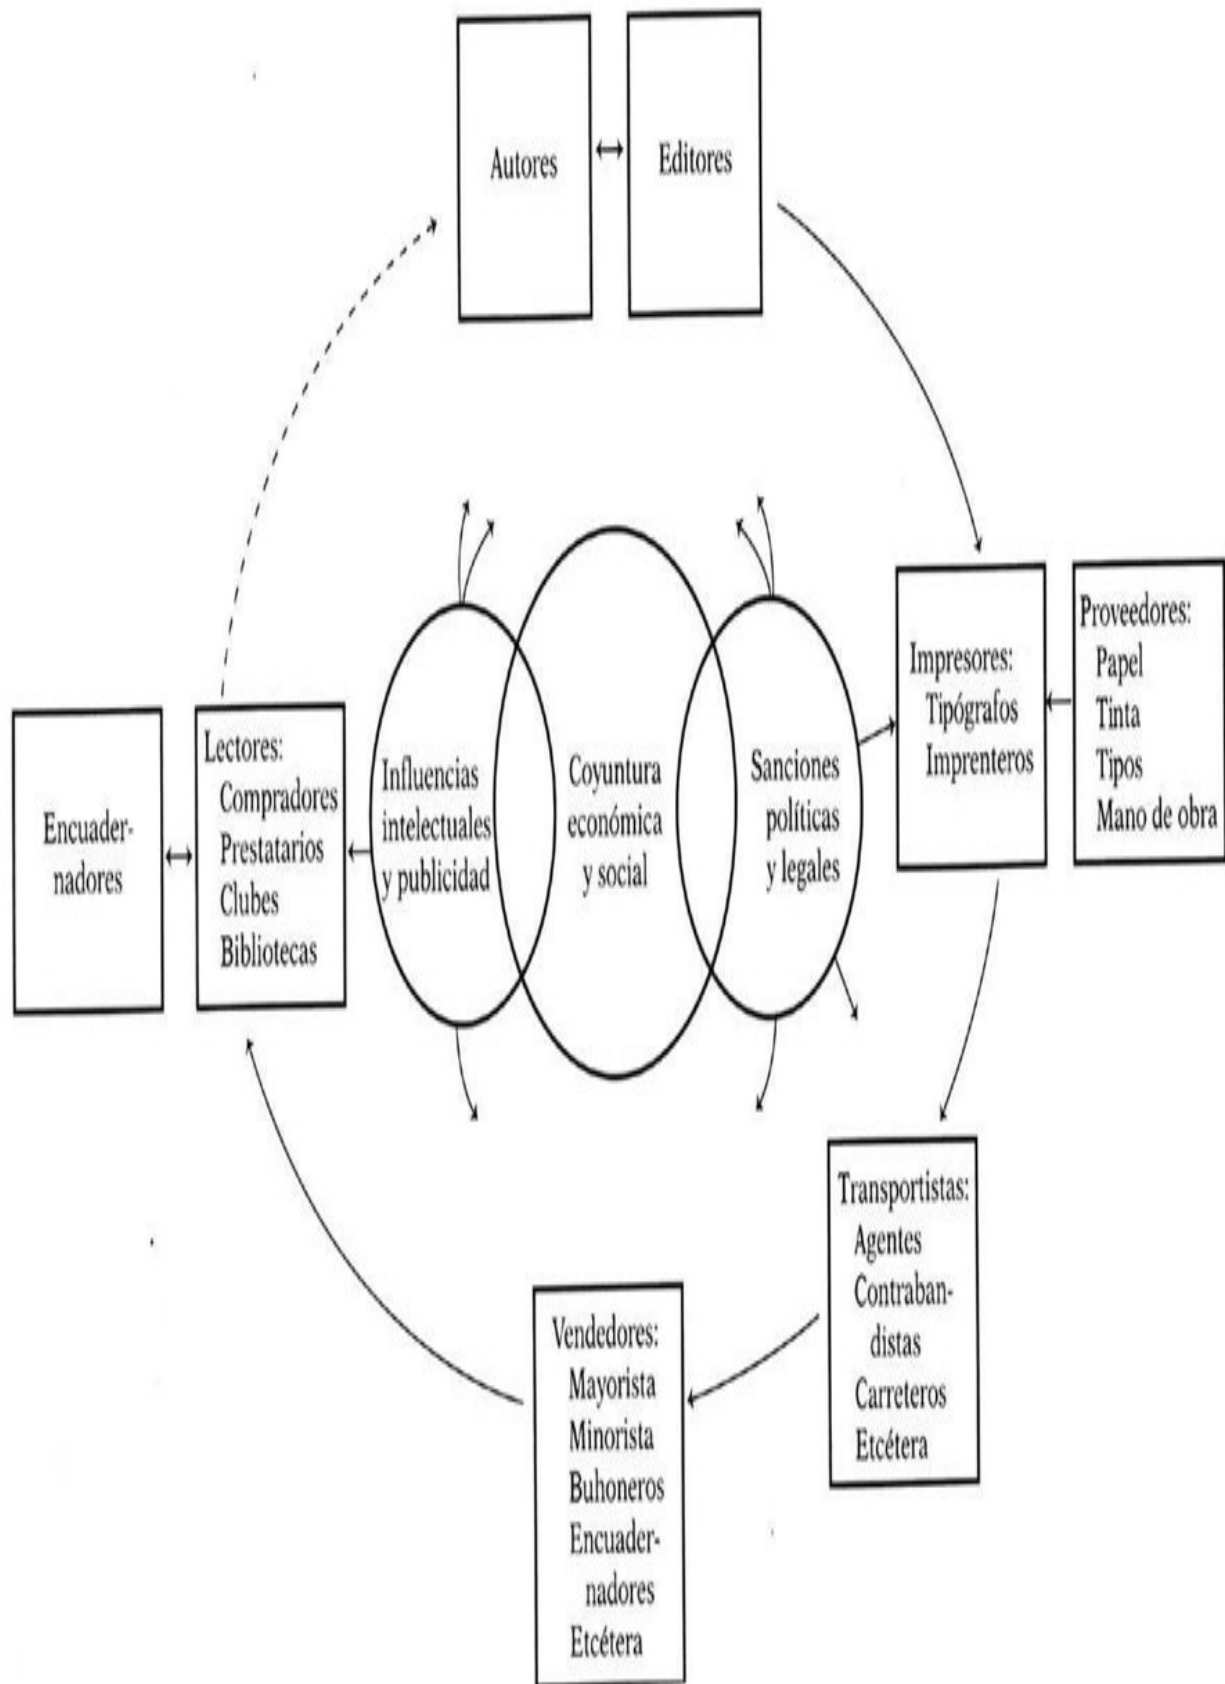 Autores
Editores
Impresores:
Tipógrafos
Imprenteros
Proveedores:
Papel
Tinta
Tipos
Mano de obra
Encuader-
nadores
Lectores:
Compradores
Prestatarios
Clubes
Bibliotecas
Influencias
intelectuales
y publicidad
Coyuntura
económica
y social
Sanciones
políticas
y legales
Transportistas:
Agentes
Contraban-
distas
Carreteros
Etcétera
Vendedores:
Mayorista
Minorista
Buhoneros
Encuader-
nadores
Etcétera